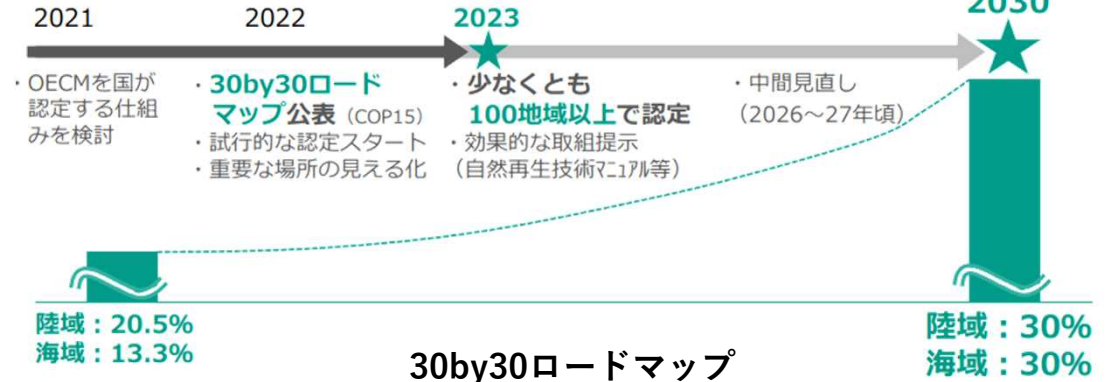 2021
2022
2023
2030
・OECMを国が
認定する仕組
みを検討
・30by30ロード
マップ公表（COP15）
・試行的な認定スタート
・重要な場所の見える化
・少なくとも
100地域以上で認定
・効果的な取組提示
（自然再生技術ﾏﾆｭｱﾙ等）
・中間見直し
（2026～27年頃）
陸域：20.5%
海域：13.3%
陸域：30%
海域：30%
30by30ロードマップ